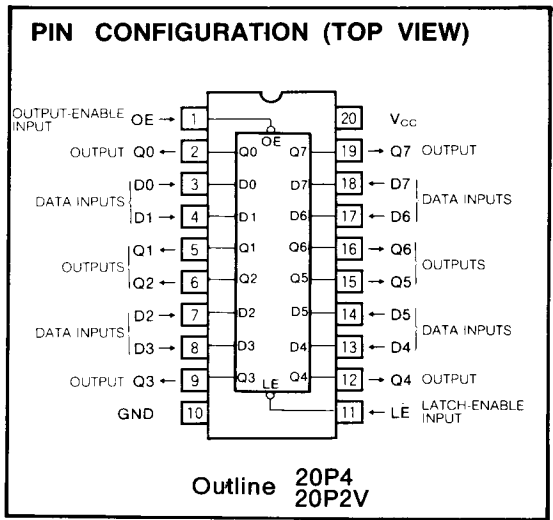 PIN CONFIGURATION (TOP VIEW)
OUTPUT-ENABLE INPUT OE → 1 OE 20 VCC
OUTPUT Q0 ← 2 Q0 Q7 19 → Q7 OUTPUT
DATA INPUTS
D0 → 3 D0 D7 18 ← D7
D1 → 4 D1 D6 17 ← D6
DATA INPUTS
OUTPUTS
Q1 ← 5 Q1 Q6 16 → Q6
Q2 ← 6 Q2 Q5 15 → Q5
OUTPUTS
DATA INPUTS
D2 → 7 D2 D5 14 ← D5
D3 → 8 D3 D4 13 ← D4
DATA INPUTS
OUTPUT Q3 ← 9 Q3 Q4 12 → Q4 OUTPUT
GND 10 LE 11 ← LE LATCH-ENABLE INPUT
Outline 20P4
20P2V